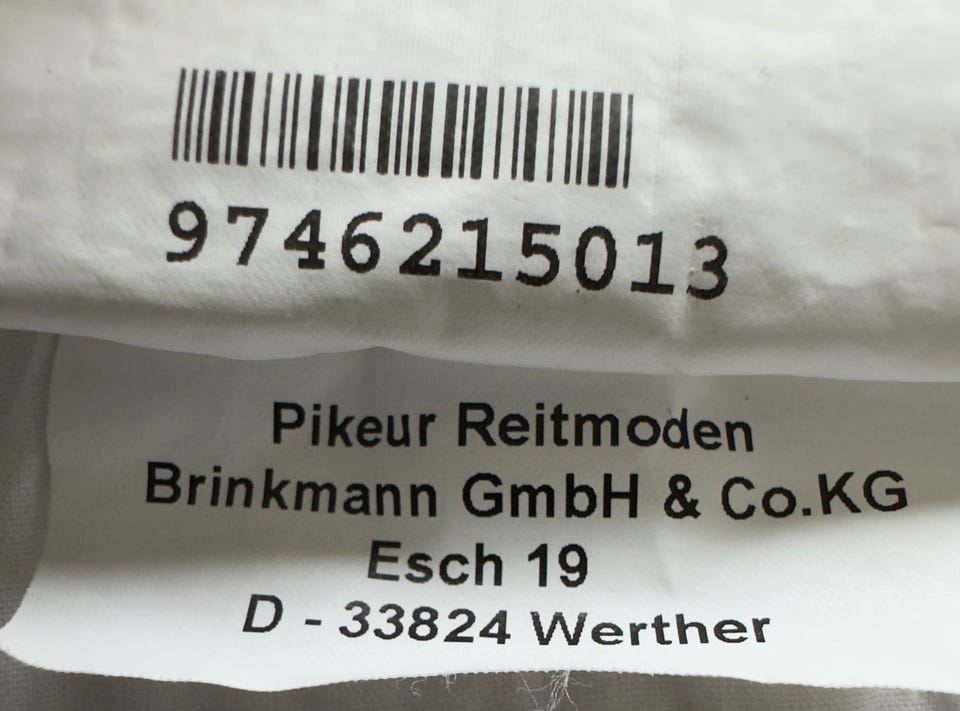 9746215013
Pikeur Reitmoden
Brinkmann GmbH & Co.KG
Esch 19
D - 33824 Werther